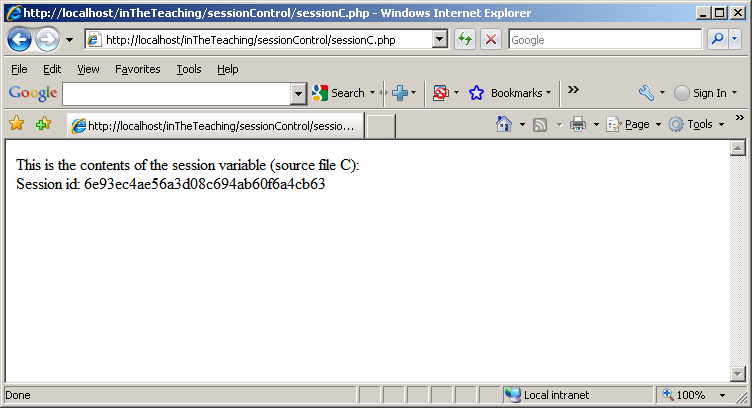 http://localhost/inTheTeaching/sessionControl/sessionC.php - Windows Internet Explorer
http://localhost/inTheTeaching/sessionControl/sessionC.php
Google
File Edit View Favorites Tools Help
Google Search Bookmarks Sign In
http://localhost/inTheTeaching/sessionControl/sessio... Page Tools
This is the contents of the session variable (source file C):
Session id: 6e93ec4ae56a3d08c694ab60f6a4cb63
Done Local intranet 100%